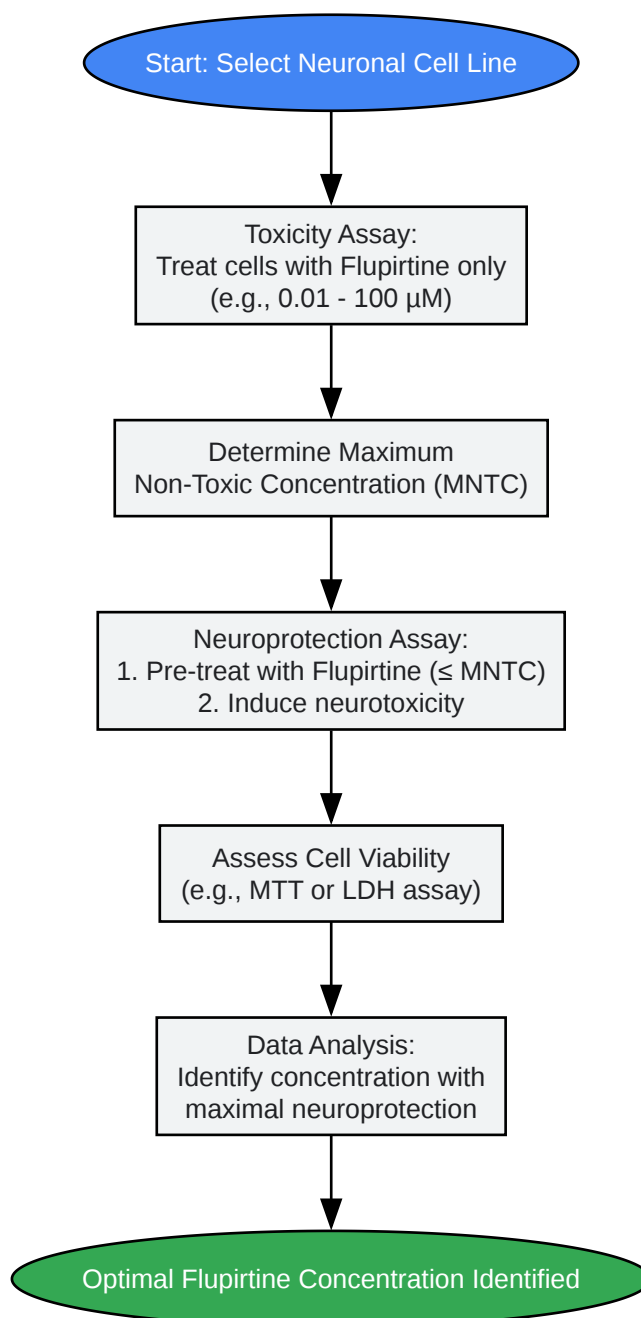 Start: Select Neuronal Cell Line
Toxicity Assay:
Treat cells with Flupirtine only
(e.g., 0.01 - 100 µM)
Determine Maximum
Non-Toxic Concentration (MNTC)
Neuroprotection Assay:
1. Pre-treat with Flupirtine (≤ MNTC)
2. Induce neurotoxicity
Assess Cell Viability
(e.g., MTT or LDH assay)
Data Analysis:
Identify concentration with
maximal neuroprotection
Optimal Flupirtine Concentration Identified